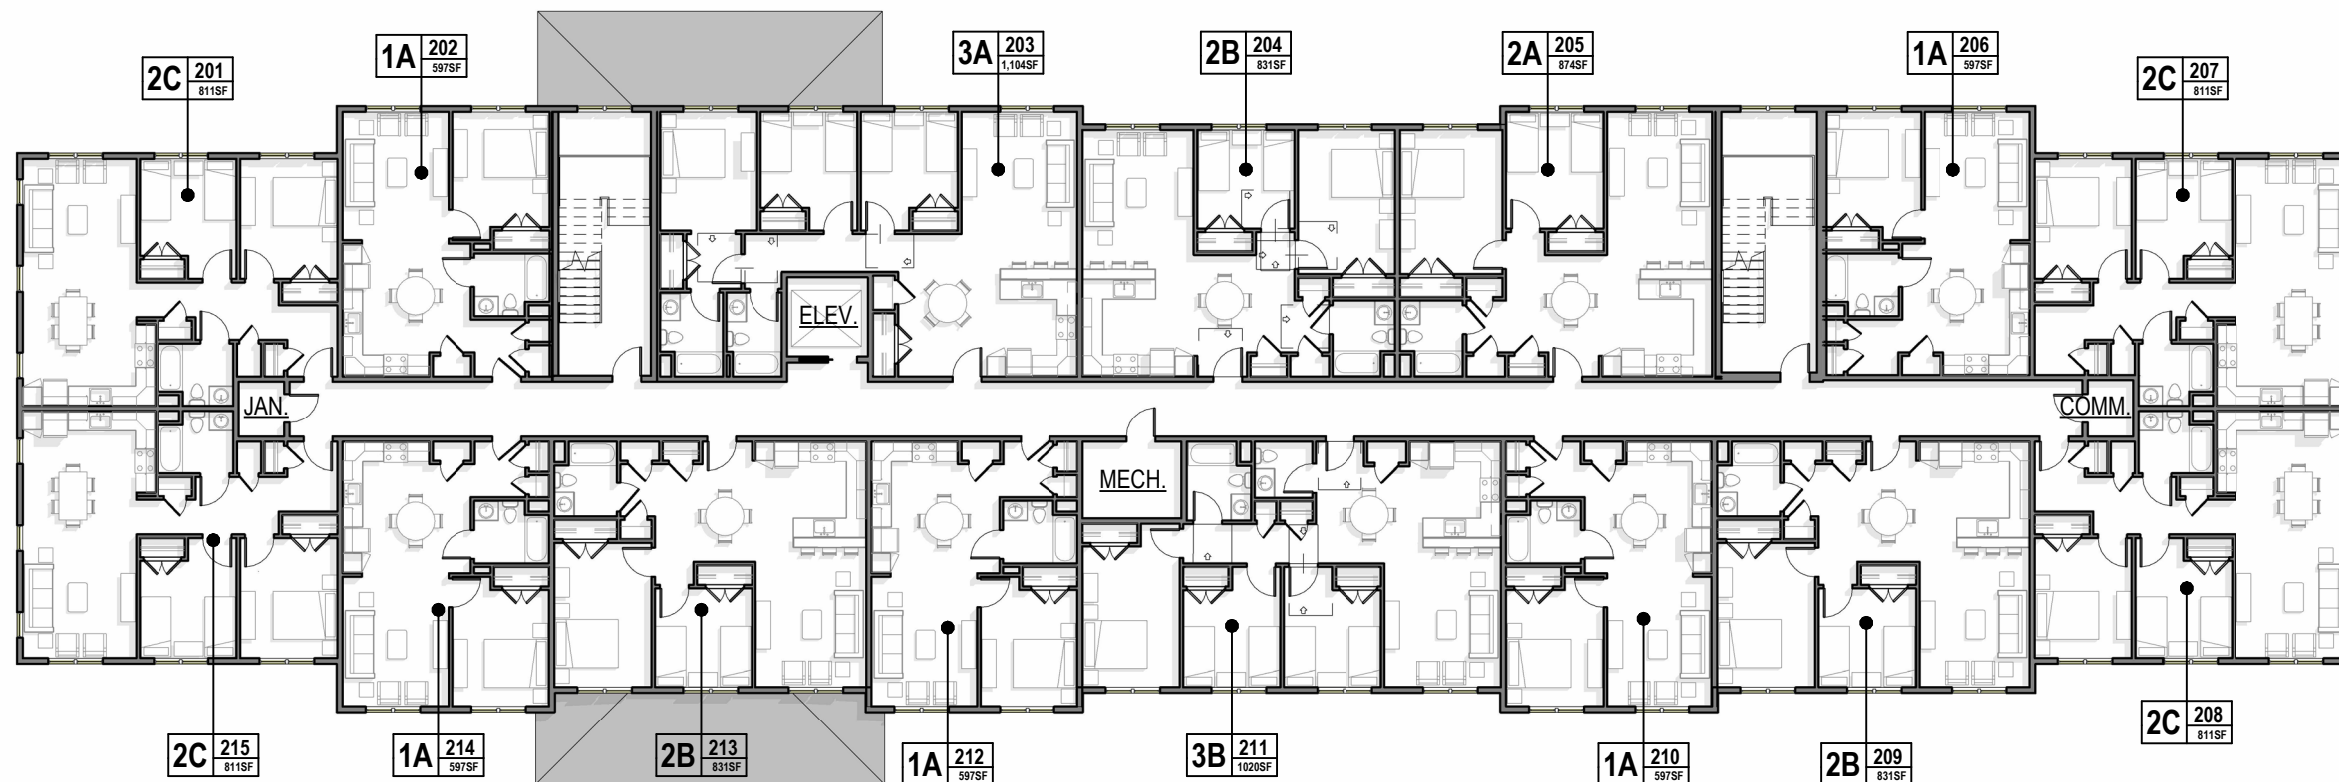 2C 201
811SF
1A 202
597SF
3A 203
1,104SF
2B 204
831SF
2A 205
874SF
1A 206
597SF
2C 207
811SF
ELEV.
JAN.
COMM.
MECH.
2C 215
811SF
1A 214
597SF
2B 213
831SF
1A 212
597SF
3B 211
1020SF
1A 210
597SF
2B 209
831SF
2C 208
811SF